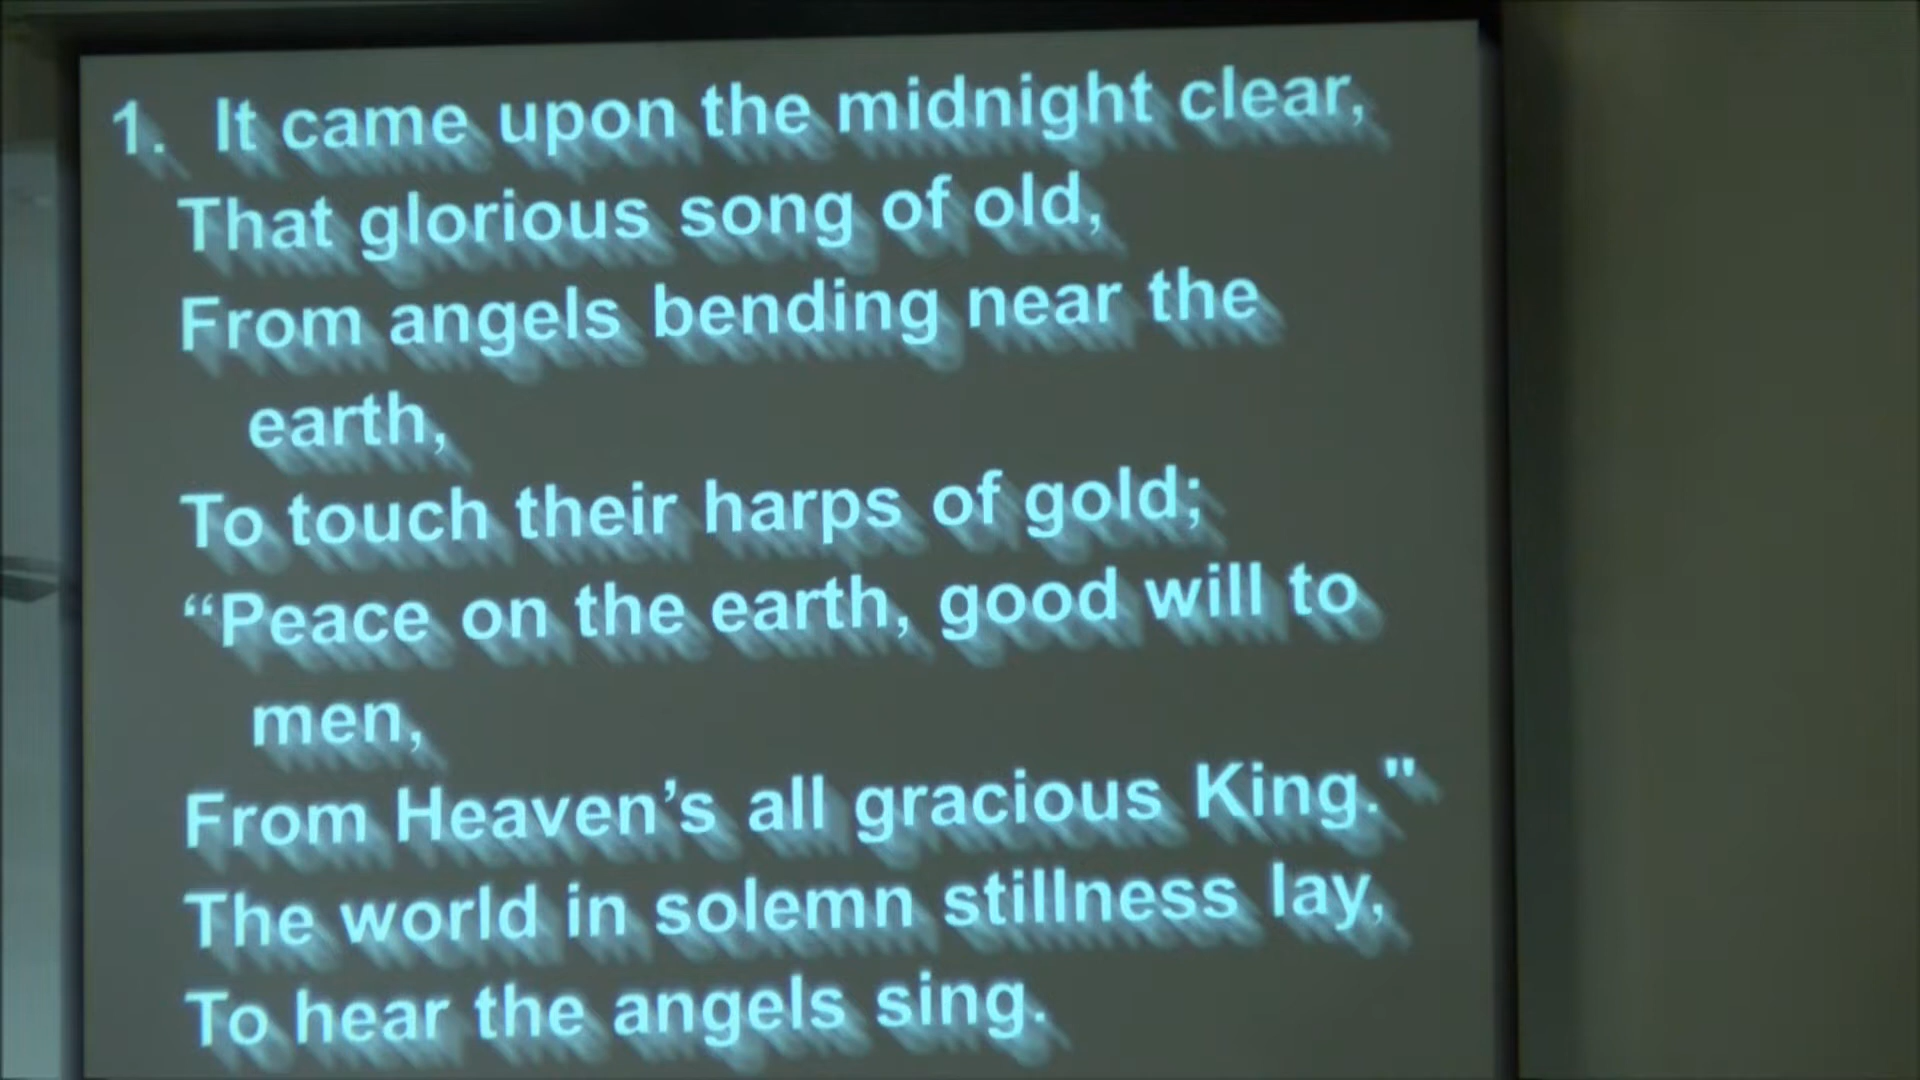 1. It came upon the midnight clear,
That glorious song of old,
From angels bending near the
earth,
To touch their harps of gold;
“Peace on the earth, good will to
men,
From Heaven’s all gracious King."
The world in solemn stillness lay,
To hear the angels sing.